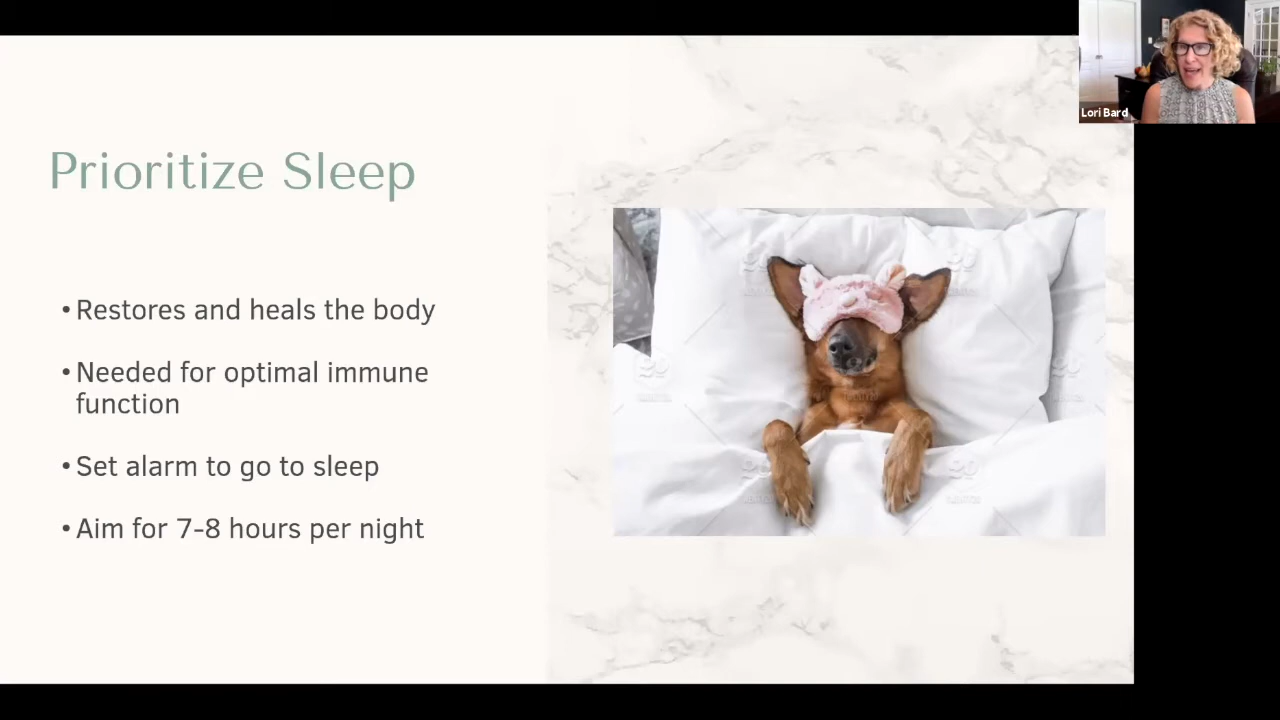 Lori Bard
Prioritize Sleep
•Restores and heals the body
•Needed for optimal immune
function
•Set alarm to go to sleep
•Aim for 7-8 hours per night